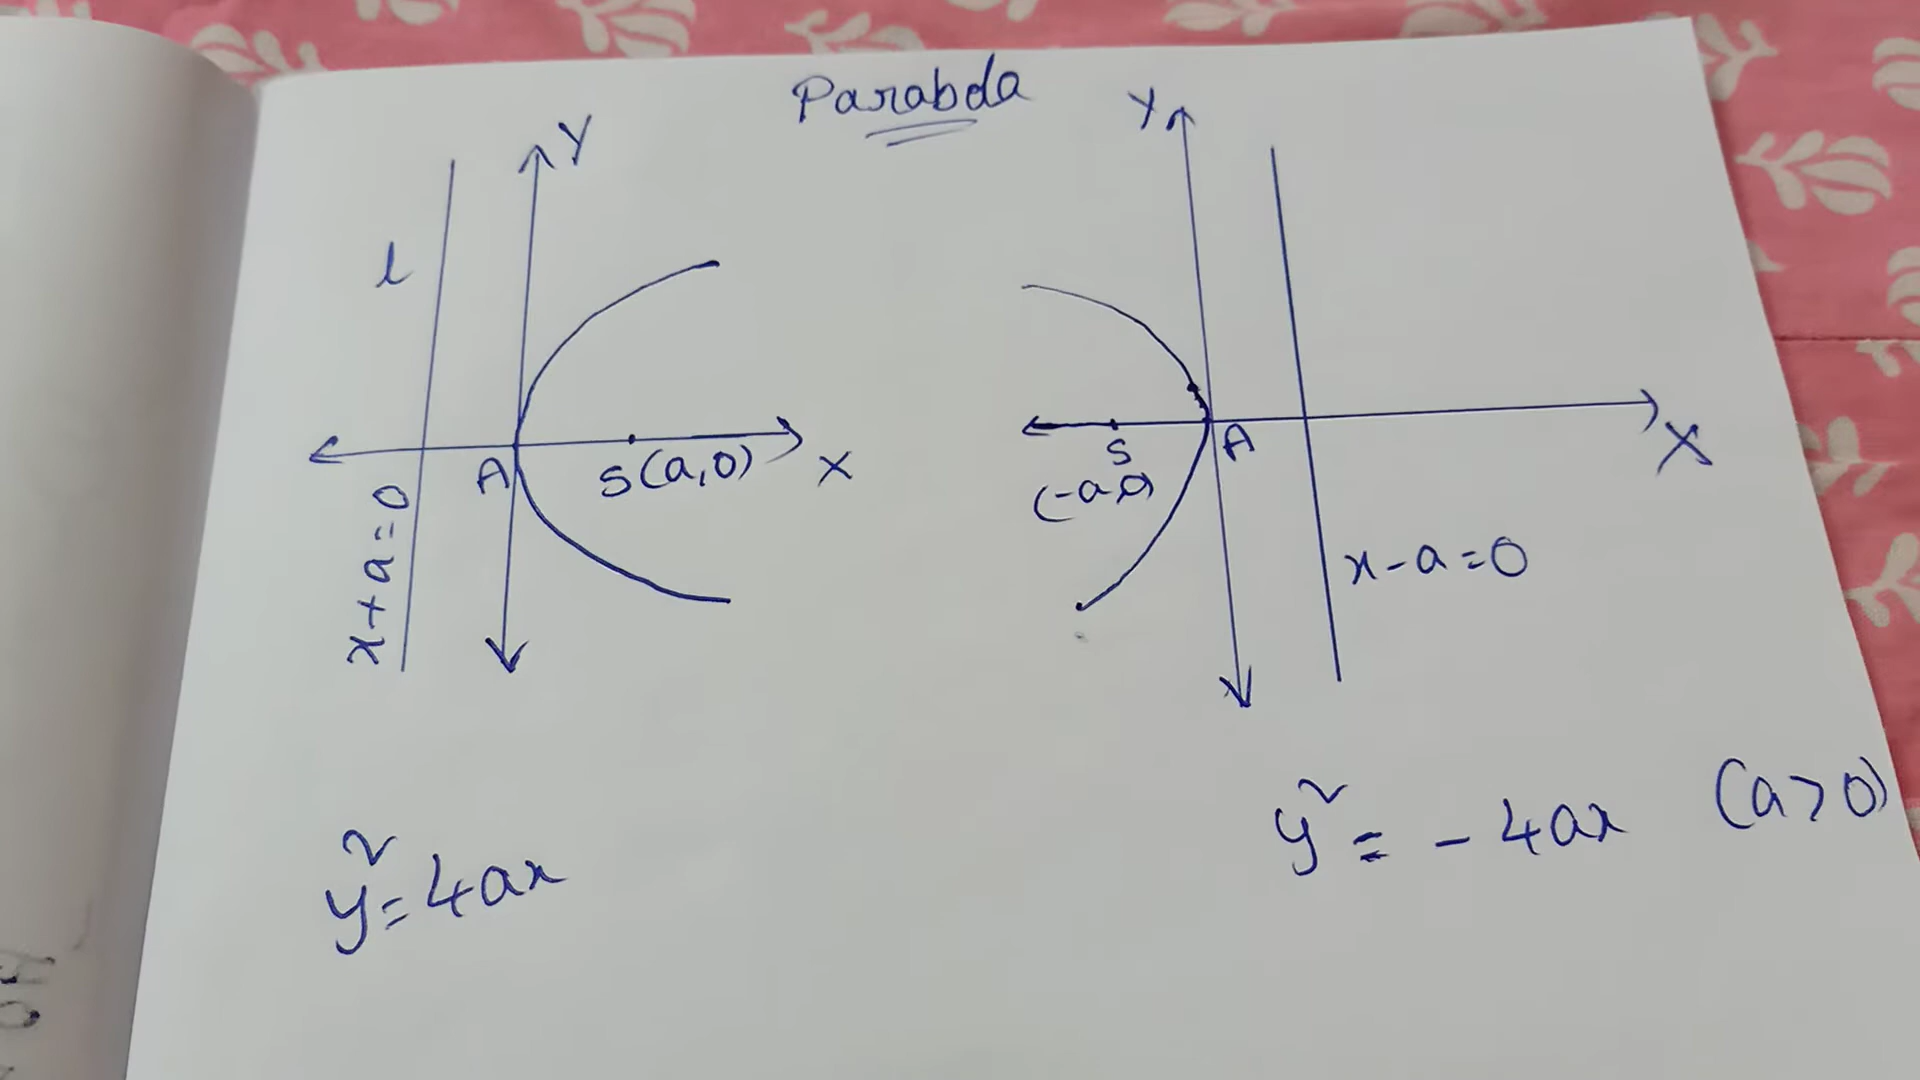 Parabola
Y
l
A
S(a,0)
X
x+a=0
y²=4ax
Y
S
A
X
(-a,0)
x-a=0
y²=-4ax (a>0)